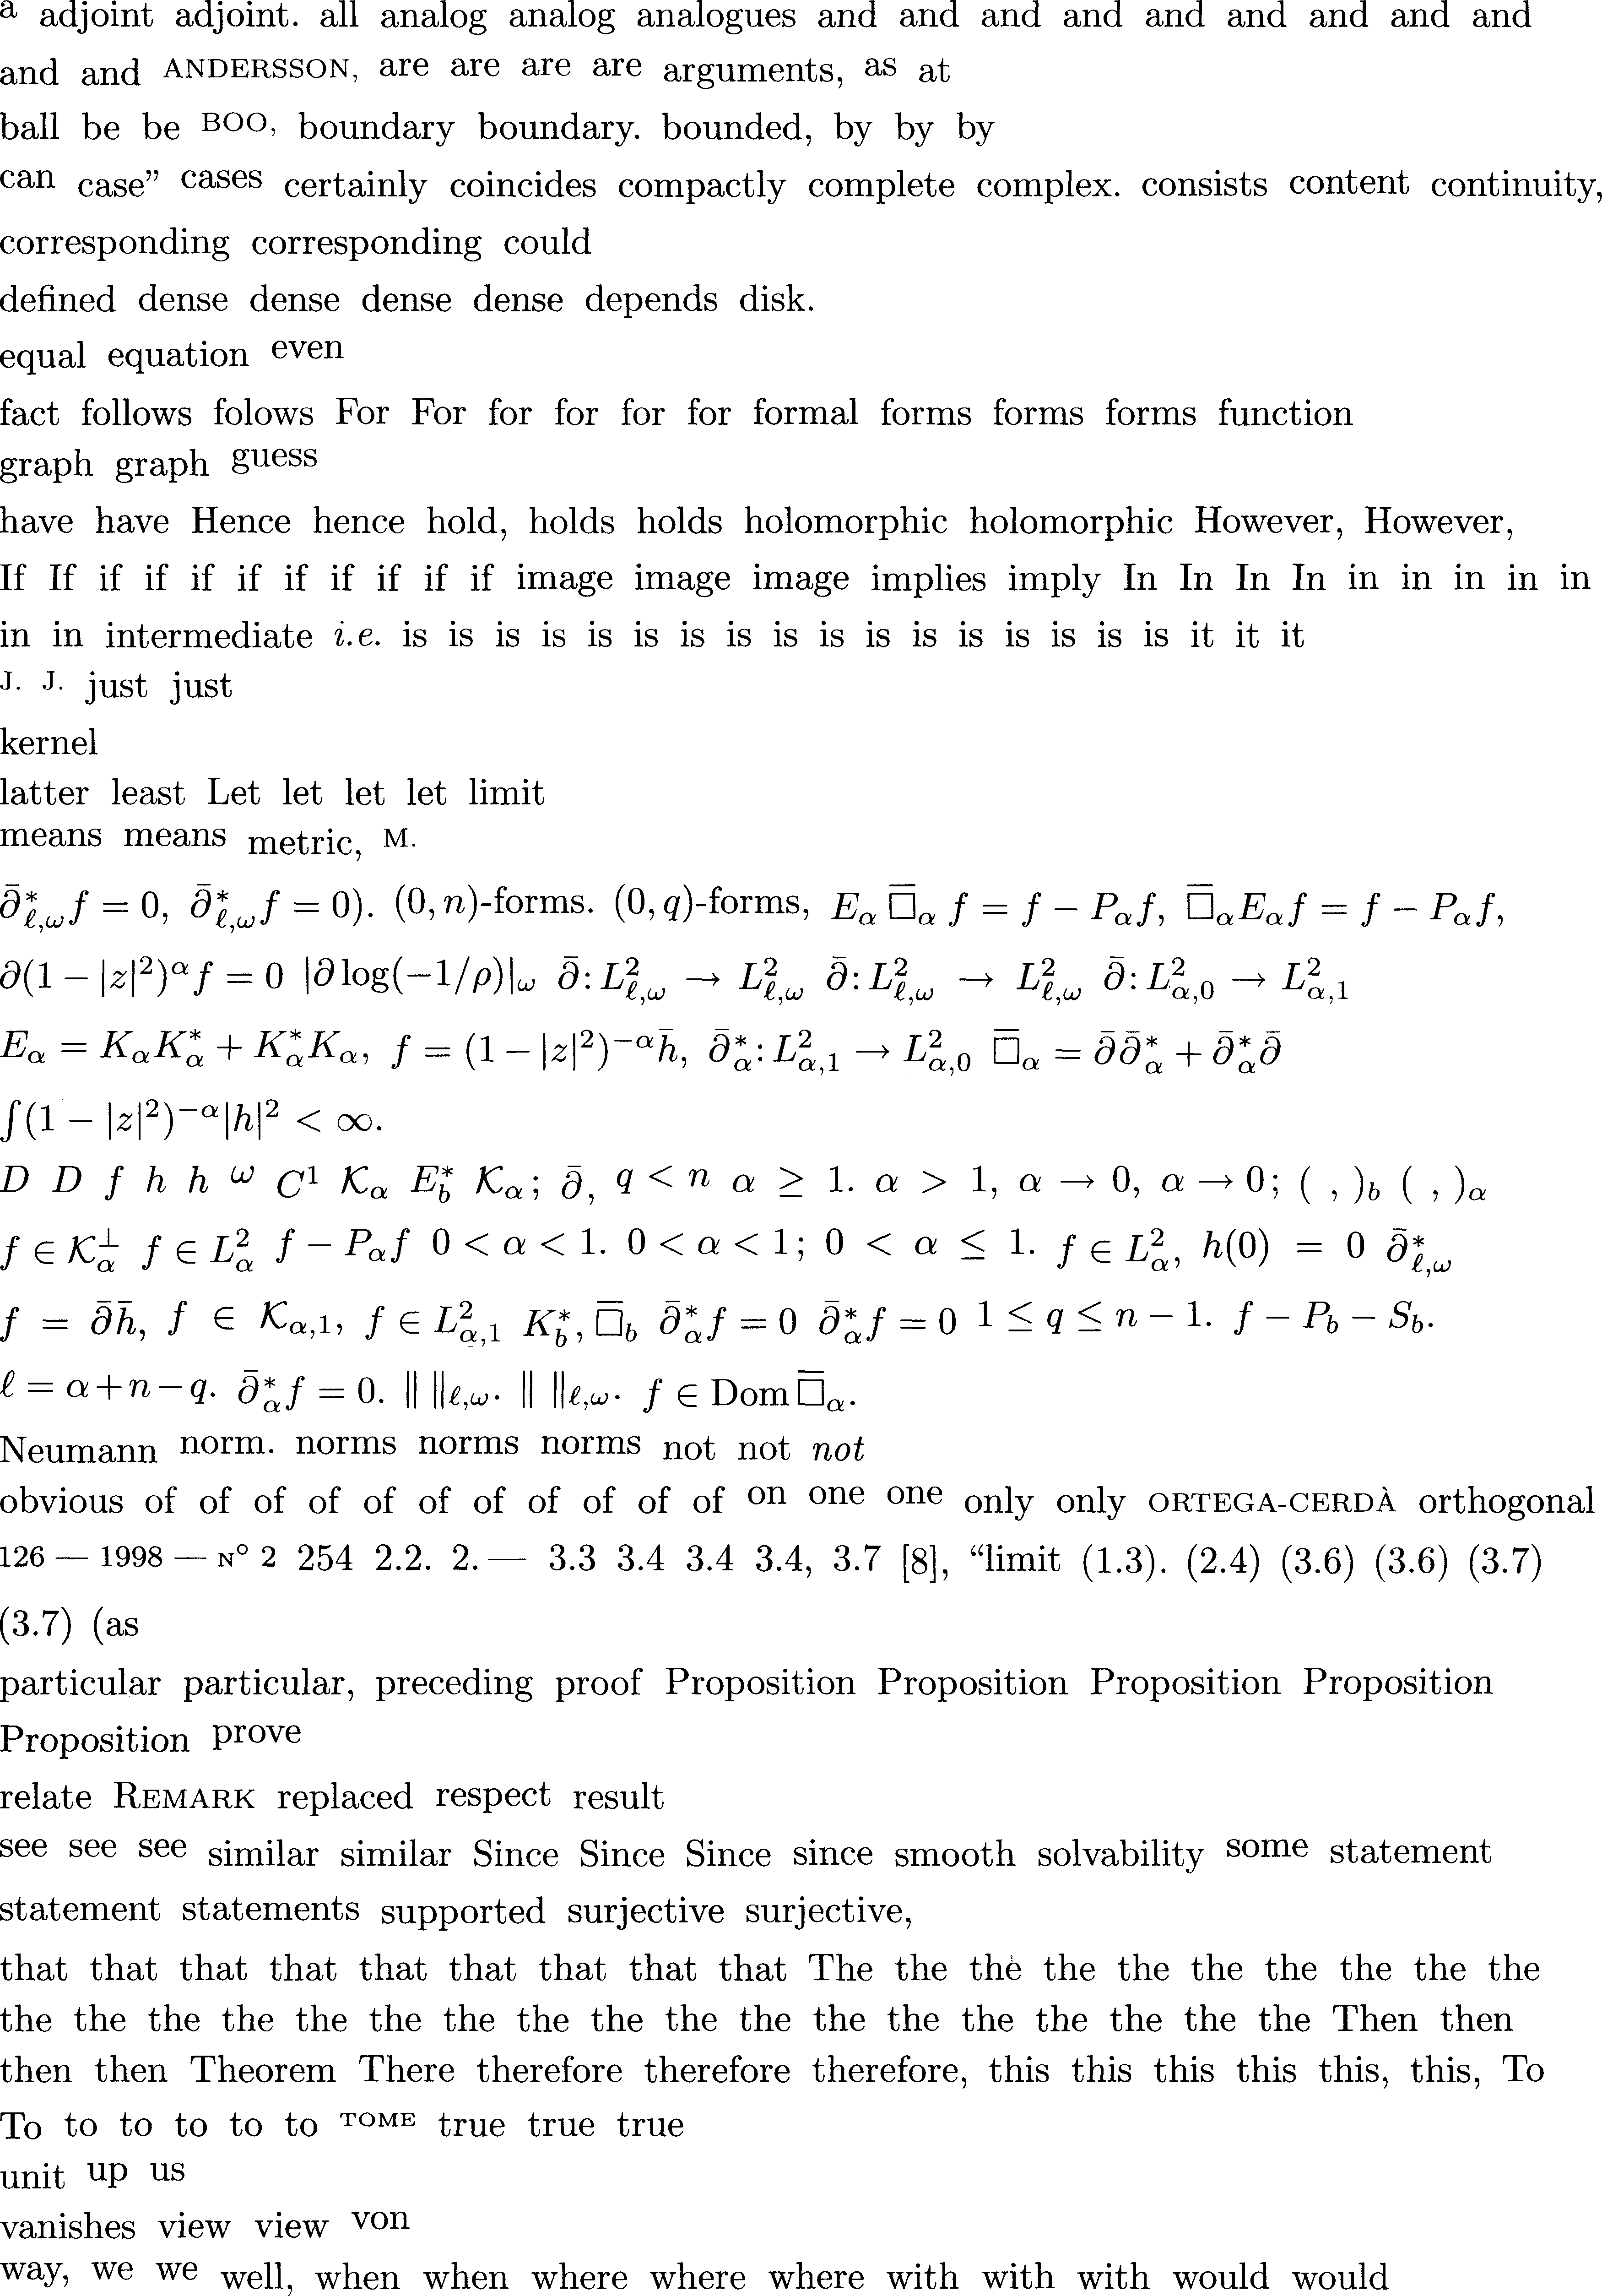 a adjoint adjoint. all analog analog analogues and and and and and and and and and
and and ANDERSSON, are are are are arguments, as at
ball be be BOO, boundary boundary. bounded, by by by
can case” cases certainly coincides compactly complete complex. consists content continuity,
corresponding corresponding could
defined dense dense dense dense depends disk.
equal equation even
fact follows folows For For for for for for formal forms forms forms function
graph graph guess
have have Hence hence hold, holds holds holomorphic holomorphic However, However,
If If if if if if if if if if if image image image implies imply In In In In in in in in in
in in intermediate i.e. is is is is is is is is is is is is is is is is is it it it
J. J. just just
kernel
latter least Let let let let limit
means means metric, M.
$\bar\partial^*_{\ell,\omega} f = 0,$ $\bar\partial^*_{\ell,\omega} f = 0).$ $(0,n)$-forms. $(0,q)$-forms, $E_\alpha \overline{\square}_\alpha f = f - P_\alpha f,$ $\overline{\square}_\alpha E_\alpha f = f - P_\alpha f,$
$\partial(1-|z|^2)^\alpha f = 0$ $|\partial \log(-1/\rho)|_\omega$ $\bar\partial: L^2_{\ell,\omega} \to L^2_{\ell,\omega}$ $\bar\partial: L^2_{\ell,\omega} \to L^2_{\ell,\omega}$ $\bar\partial: L^2_{\alpha,0} \to L^2_{\alpha,1}$
$E_\alpha = K_\alpha K^*_\alpha + K^*_\alpha K_\alpha,$ $f = (1-|z|^2)^{-\alpha} \bar h,$ $\bar\partial^*_\alpha: L^2_{\alpha,1} \to L^2_{\alpha,0}$ $\overline{\square}_\alpha = \bar\partial \bar\partial^*_\alpha + \bar\partial^*_\alpha \bar\partial$
$\int (1-|z|^2)^{-\alpha} |h|^2 < \infty.$
$D$ $D$ $f$ $h$ $h$ $\omega$ $C^1$ $\mathcal{K}_\alpha$ $E^*_b$ $\mathcal{K}_\alpha;$ $\bar\partial,$ $q < n$ $\alpha \geq 1.$ $\alpha > 1,$ $\alpha \to 0,$ $\alpha \to 0;$ $(\ ,\ )_b$ $(\ ,\ )_\alpha$
$f \in \mathcal{K}^\perp_\alpha$ $f \in L^2_\alpha$ $f - P_\alpha f$ $0 < \alpha < 1.$ $0 < \alpha < 1;$ $0 < \alpha \leq 1.$ $f \in L^2_\alpha,$ $h(0) = 0$ $\bar\partial^*_{\ell,\omega}$
$f = \bar\partial \bar h,$ $f \in \mathcal{K}_{\alpha,1},$ $f \in L^2_{\alpha,1}$ $K^*_b, \overline{\square}_b$ $\bar\partial^*_\alpha f = 0$ $\bar\partial^*_\alpha f = 0$ $1 \leq q \leq n-1.$ $f - P_b - S_b.$
$\ell = \alpha + n - q.$ $\bar\partial^*_\alpha f = 0.$ $\|\ \|_{\ell,\omega}.$ $\|\ \|_{\ell,\omega}.$ $f \in \mathrm{Dom}\, \overline{\square}_\alpha.$
Neumann norm. norms norms norms not not not
obvious of of of of of of of of of of of on one one only only ORTEGA-CERDÀ orthogonal
126 — 1998 — N° 2 254 2.2. 2.— 3.3 3.4 3.4 3.4, 3.7 [8], “limit (1.3). (2.4) (3.6) (3.6) (3.7)
(3.7) (as
particular particular, preceding proof Proposition Proposition Proposition Proposition
Proposition prove
relate REMARK replaced respect result
see see see similar similar Since Since Since since smooth solvability some statement
statement statements supported surjective surjective,
that that that that that that that that that The the the the the the the the the the
the the the the the the the the the the the the the the the the the the Then then
then then Theorem There therefore therefore therefore, this this this this this, this, To
To to to to to to TOME true true true
unit up us
vanishes view view von
way, we we well, when when where where where with with with would would